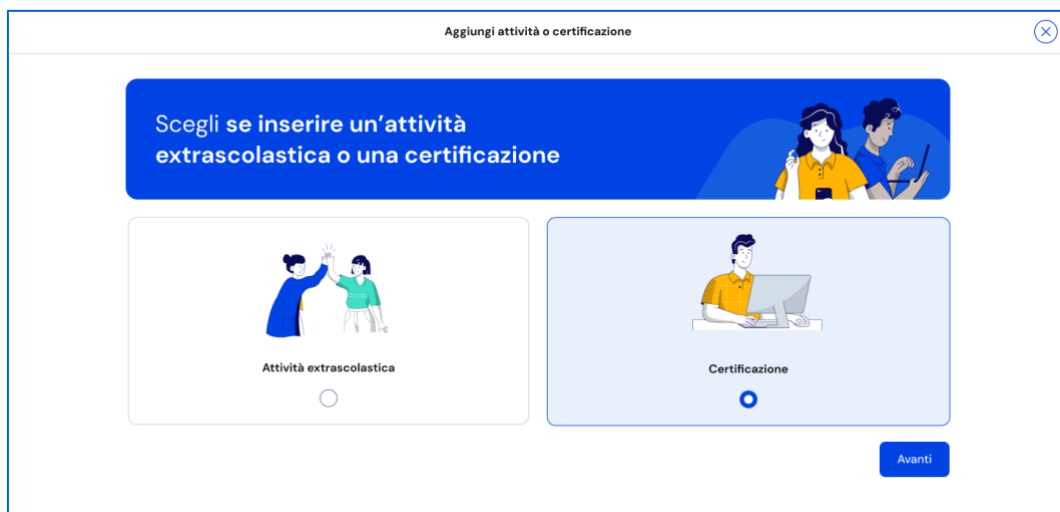 Aggiungi attività o certificazione
Scegli se inserire un’attività
extrascolastica o una certificazione
Attività extrascolastica
Certificazione
Avanti